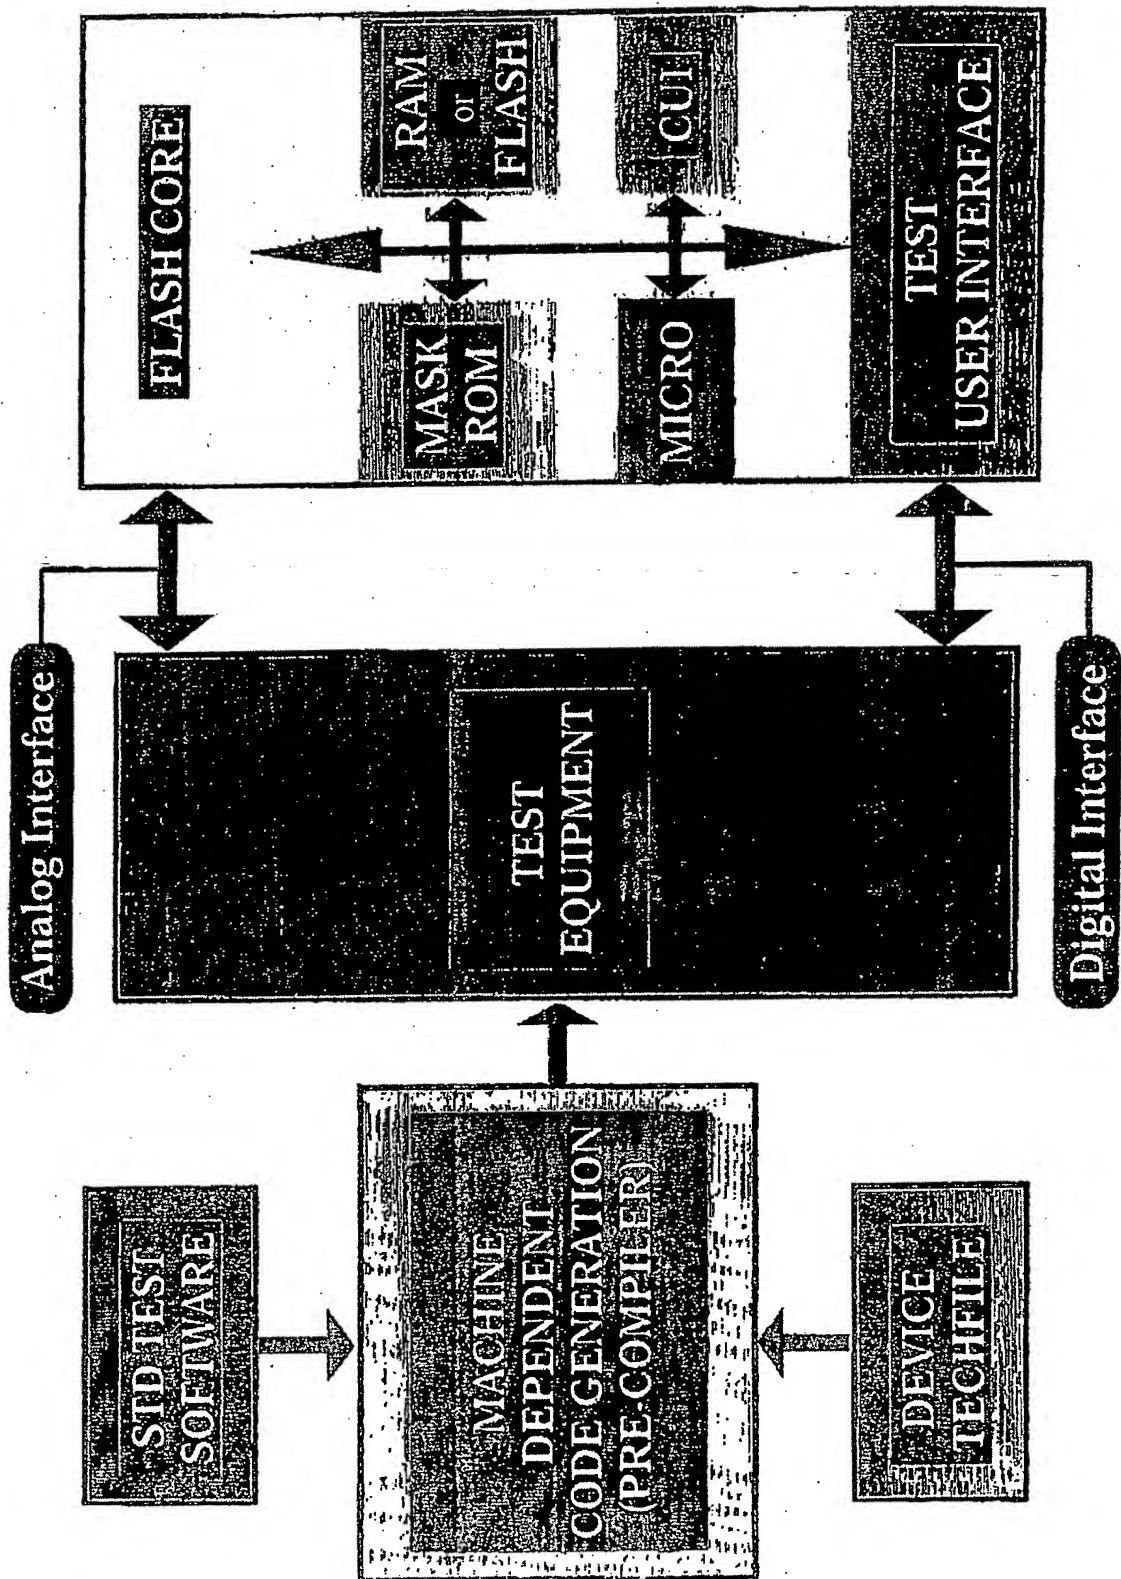 STD TEST
SOFTWARE
MACHINE
DEPENDENT
CODE GENERATION
(PRE-COMPILER)
DEVICE
TECHFILE
Analog Interface
TEST
EQUIPMENT
Digital Interface
FLASH CORE
MASK
ROM
RAM
or
FLASH
MICRO
CUI
TEST
USER INTERFACE